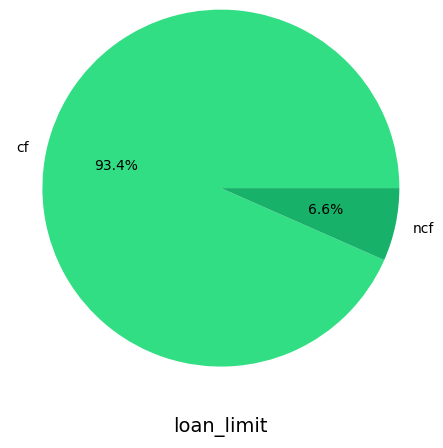 cf
93.4%
6.6%
ncf
loan_limit